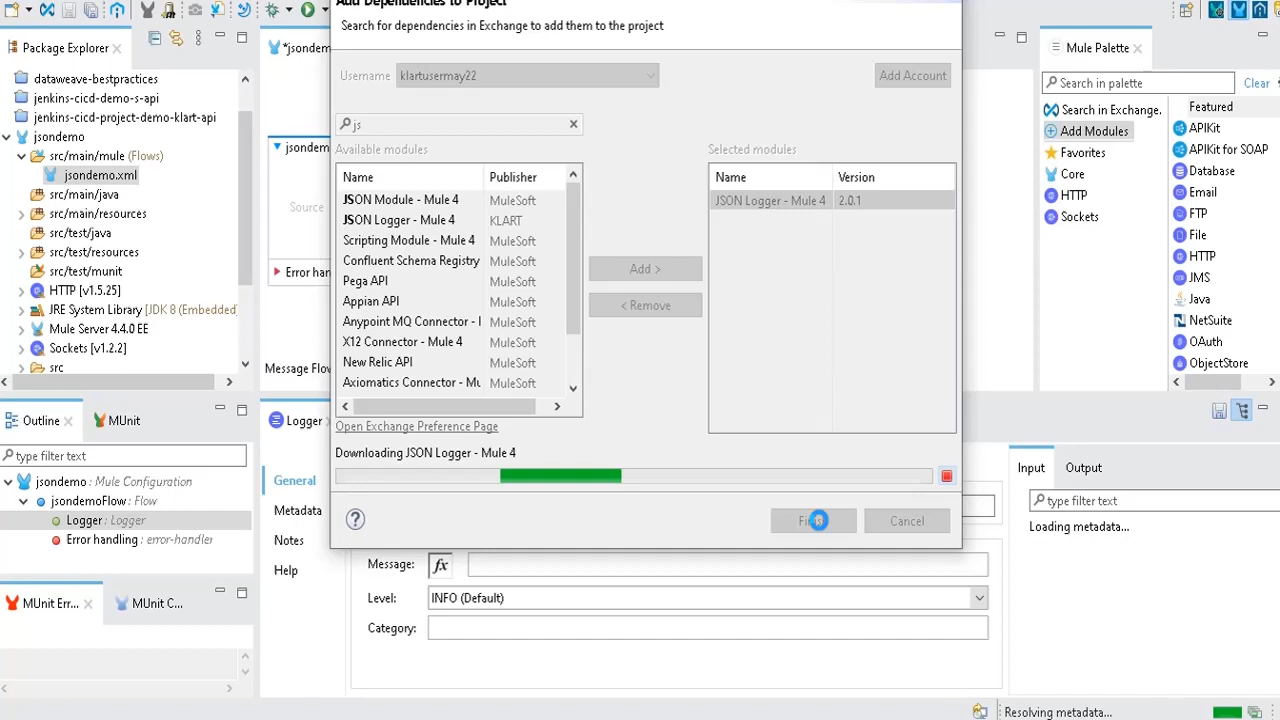 Add Dependencies to Project
Search for dependencies in Exchange to add them to the project
Username
klartusermay22
Add Account
js
Available modules
Name Publisher
JSON Module - Mule 4 MuleSoft
JSON Logger - Mule 4 KLART
Scripting Module - Mule 4 MuleSoft
Confluent Schema Registry MuleSoft
Pega API MuleSoft
Appian API MuleSoft
Anypoint MQ Connector - MuleSoft
X12 Connector - Mule 4 MuleSoft
New Relic API MuleSoft
Axiomatics Connector - Mu MuleSoft
Add >
< Remove
Selected modules
Name Version
JSON Logger - Mule 4 2.0.1
Open Exchange Preference Page
Downloading JSON Logger - Mule 4
Cancel
Package Explorer
dataweave-bestpractices
jenkins-cicd-demo-s-api
jenkins-cicd-project-demo-klart-api
jsondemo
src/main/mule (Flows)
jsondemo.xml
src/main/java
src/main/resources
src/test/java
src/test/resources
src/test/munit
HTTP [v1.5.25]
JRE System Library [JDK 8 (Embedded)
Mule Server 4.4.0 EE
Sockets [v1.2.2]
src
*jsondem
jsondem
Source
Error han
Message Flow
Outline
MUnit
type filter text
jsondemo : Mule Configuration
jsondemoFlow : Flow
Logger : Logger
Error handling : error-handler
MUnit Err...
MUnit C...
Logger
General
Metadata
Notes
Help
Message:
fx
Level:
INFO (Default)
Category:
Mule Palette
Search in palette
Clear
Search in Exchange.
Add Modules
Favorites
Core
HTTP
Sockets
Featured
APIKit
APIKit for SOAP
Database
Email
FTP
File
HTTP
JMS
Java
NetSuite
OAuth
ObjectStore
Input
Output
type filter text
Loading metadata...
Resolving metadata...